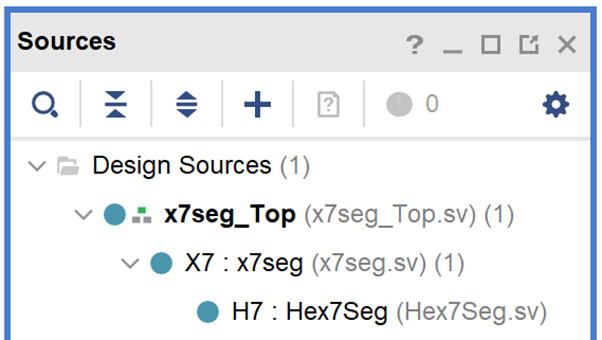 Sources
0
Design Sources (1)
x7seg_Top (x7seg_Top.sv) (1)
X7 : x7seg (x7seg.sv) (1)
H7 : Hex7Seg (Hex7Seg.sv)